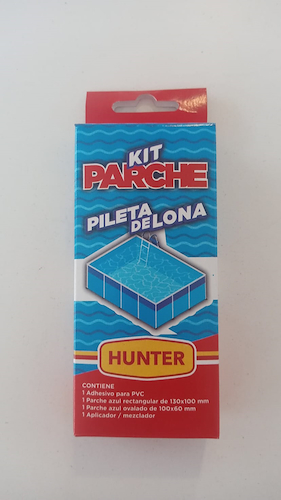 KIT
PARCHE
PILETA DE LONA
HUNTER
CONTIENE
1 Adhesivo para PVC
1 Parche azul rectangular de 130x100 mm
1 Parche azul ovalado de 100x60 mm
1 Aplicador / mezclador